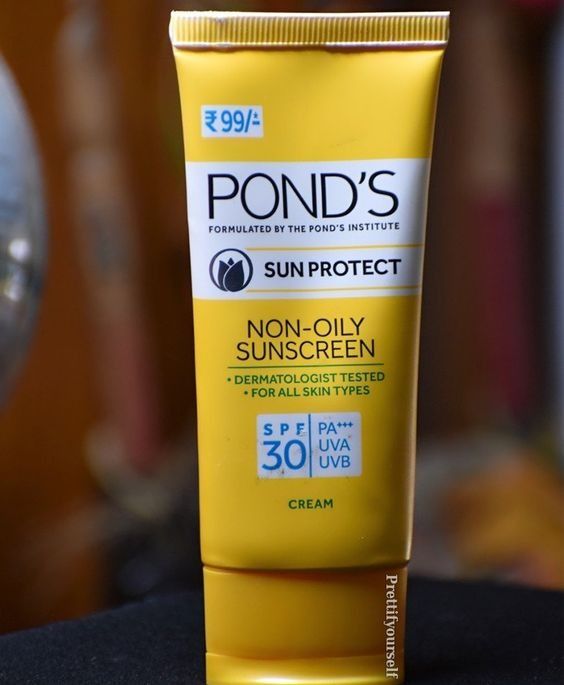 ₹99/-*
POND'S
FORMULATED BY THE POND'S INSTITUTE
SUN PROTECT
NON-OILY
SUNSCREEN
• DERMATOLOGIST TESTED
• FOR ALL SKIN TYPES
SPF
30
PA+++
UVA
UVB
CREAM
Prettifyourself